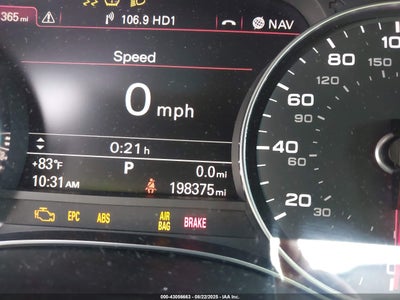 365 mi
106.9 HD1
NAV
Speed
0 mph
0:21 h
+83°F P 0.0 mi
10:31 AM 198375 mi
EPC ABS AIR BAG BRAKE
100
80
60
40
20
150
120
90
60
30
000-43056663 - 08/22/2025 - IAA Inc.